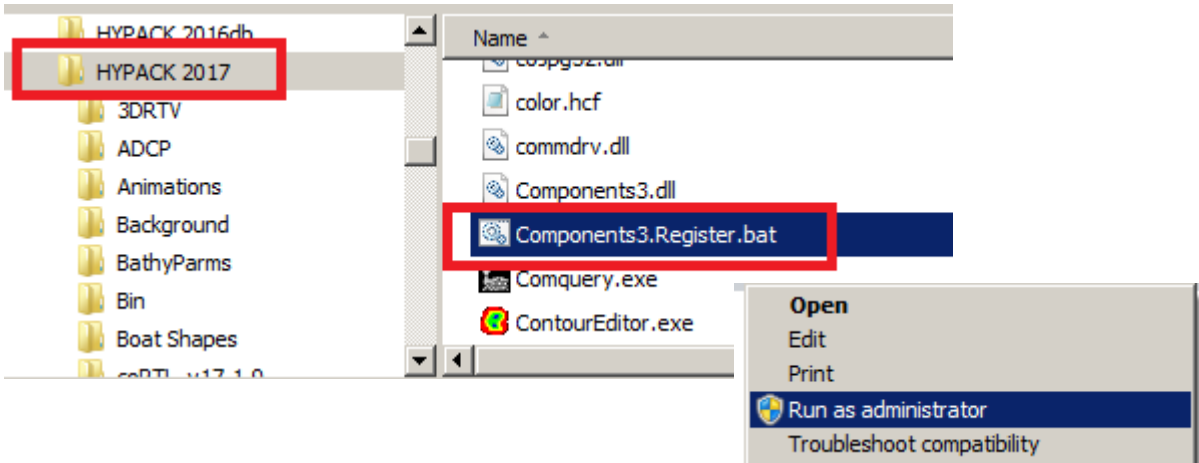 HYPACK 2016db
HYPACK 2017
3DRTV
ADCP
Animations
Background
BathyParms
Bin
Boat Shapes
Name
color.hcf
commdrv.dll
Components3.dll
Components3.Register.bat
Comquery.exe
ContourEditor.exe
Open
Edit
Print
Run as administrator
Troubleshoot compatibility